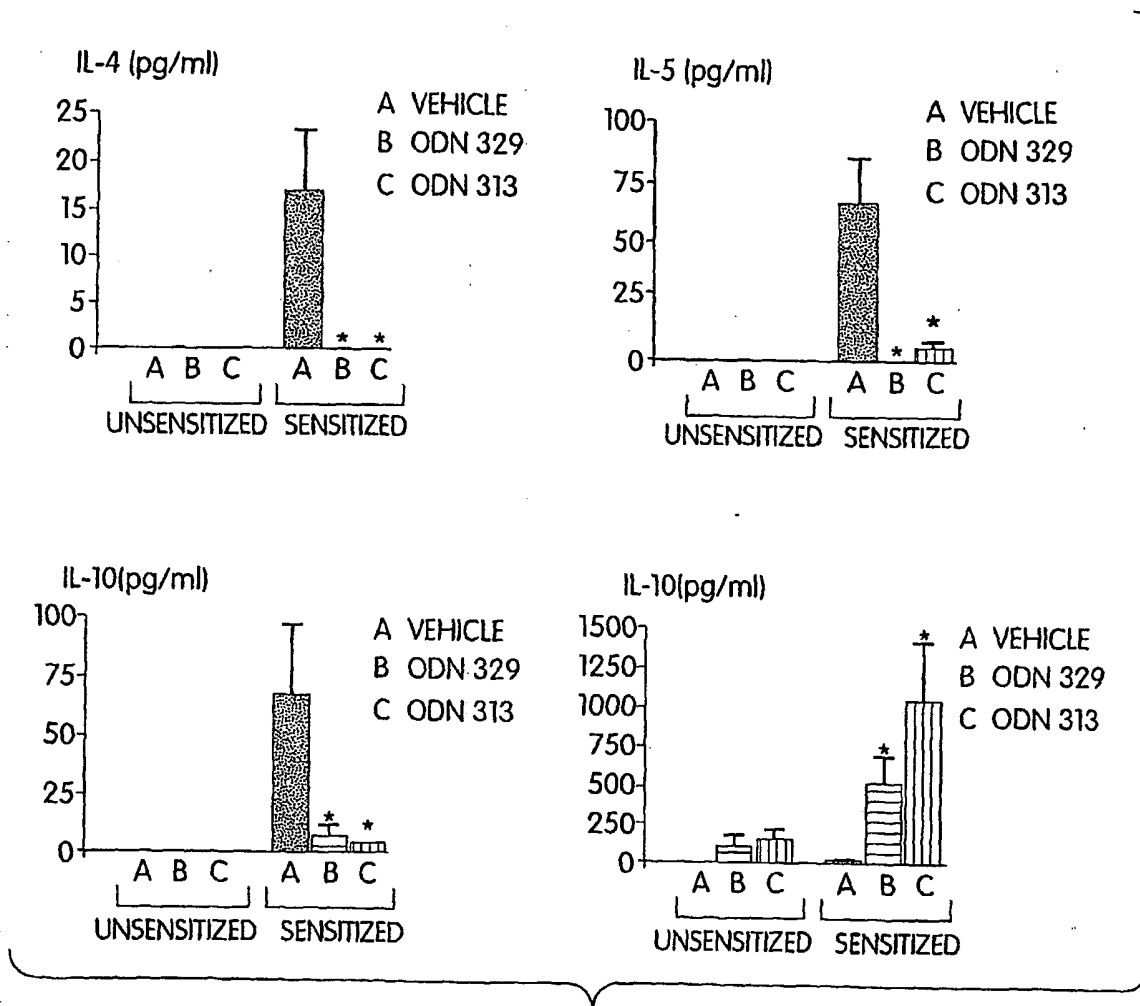 IL-4 (pg/ml)
25
20
15
10
5
0
A VEHICLE
B ODN 329
C ODN 313
* *
A B C A B C
UNSENSITIZED SENSITIZED
IL-5 (pg/ml)
100
75
50
25
0
A VEHICLE
B ODN 329
C ODN 313
* *
A B C A B C
UNSENSITIZED SENSITIZED
IL-10(pg/ml)
100
75
50
25
0
A VEHICLE
B ODN 329
C ODN 313
* *
A B C A B C
UNSENSITIZED SENSITIZED
IL-10(pg/ml)
1500
1250
1000
750
500
250
0
A VEHICLE
B ODN 329
C ODN 313
* *
A B C A B C
UNSENSITIZED SENSITIZED